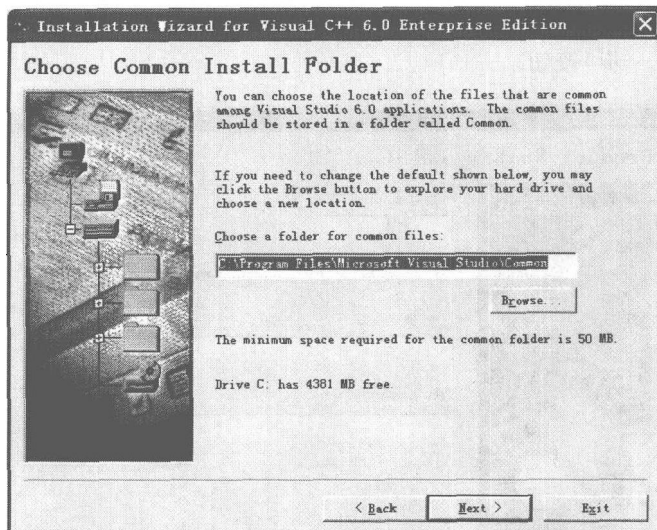 Installation Wizard for Visual C++ 6.0 Enterprise Edition
Choose Common Install Folder
You can choose the location of the files that are common
among Visual Studio 6.0 applications. The common files
should be stored in a folder called Common.
If you need to change the default shown below, you may
click the Browse button to explore your hard drive and
choose a new location.
Choose a folder for common files:
C:\Program Files\Microsoft Visual Studio\Common
Browse...
The minimum space required for the common folder is 50 MB.
Drive C: has 4381 MB free.
< Back
Next >
Exit